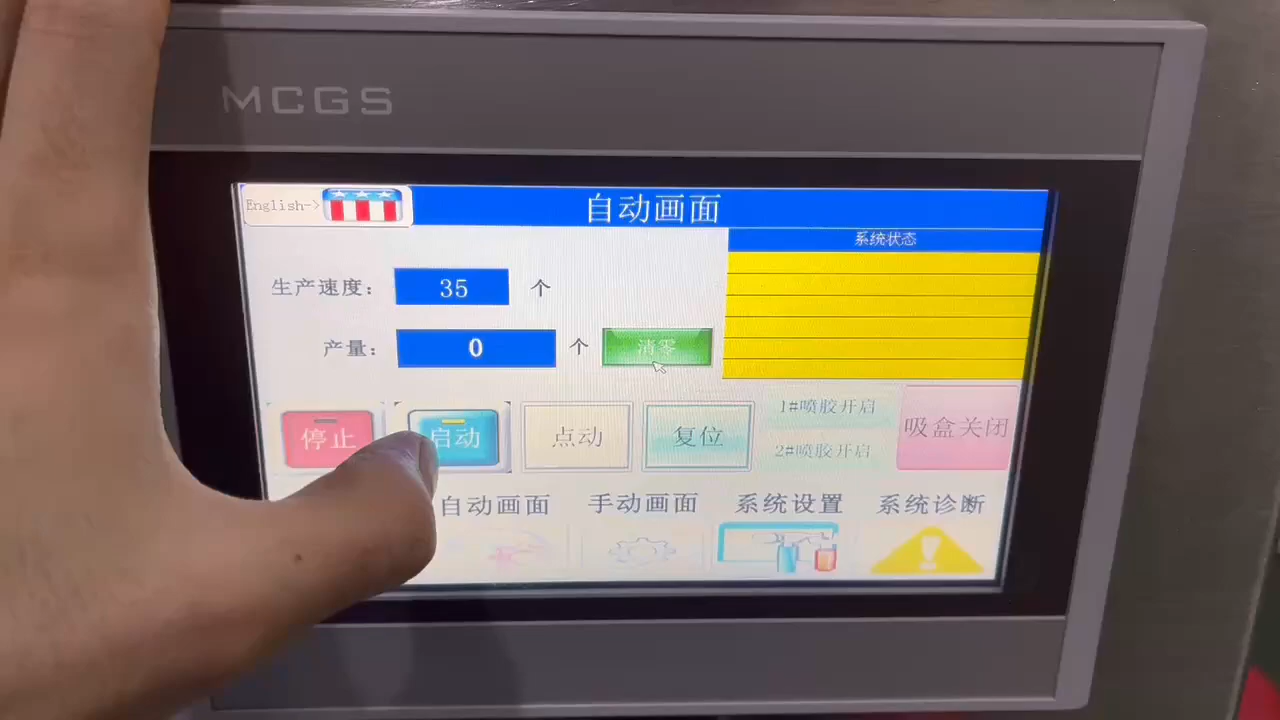 MCGS
English->
自动画面
系统状态
生产速度：
35
个
产量：
0
个
清零
停止
启动
点动
复位
1#喷胶开启
2#喷胶开启
吸盒关闭
自动画面
手动画面
系统设置
系统诊断